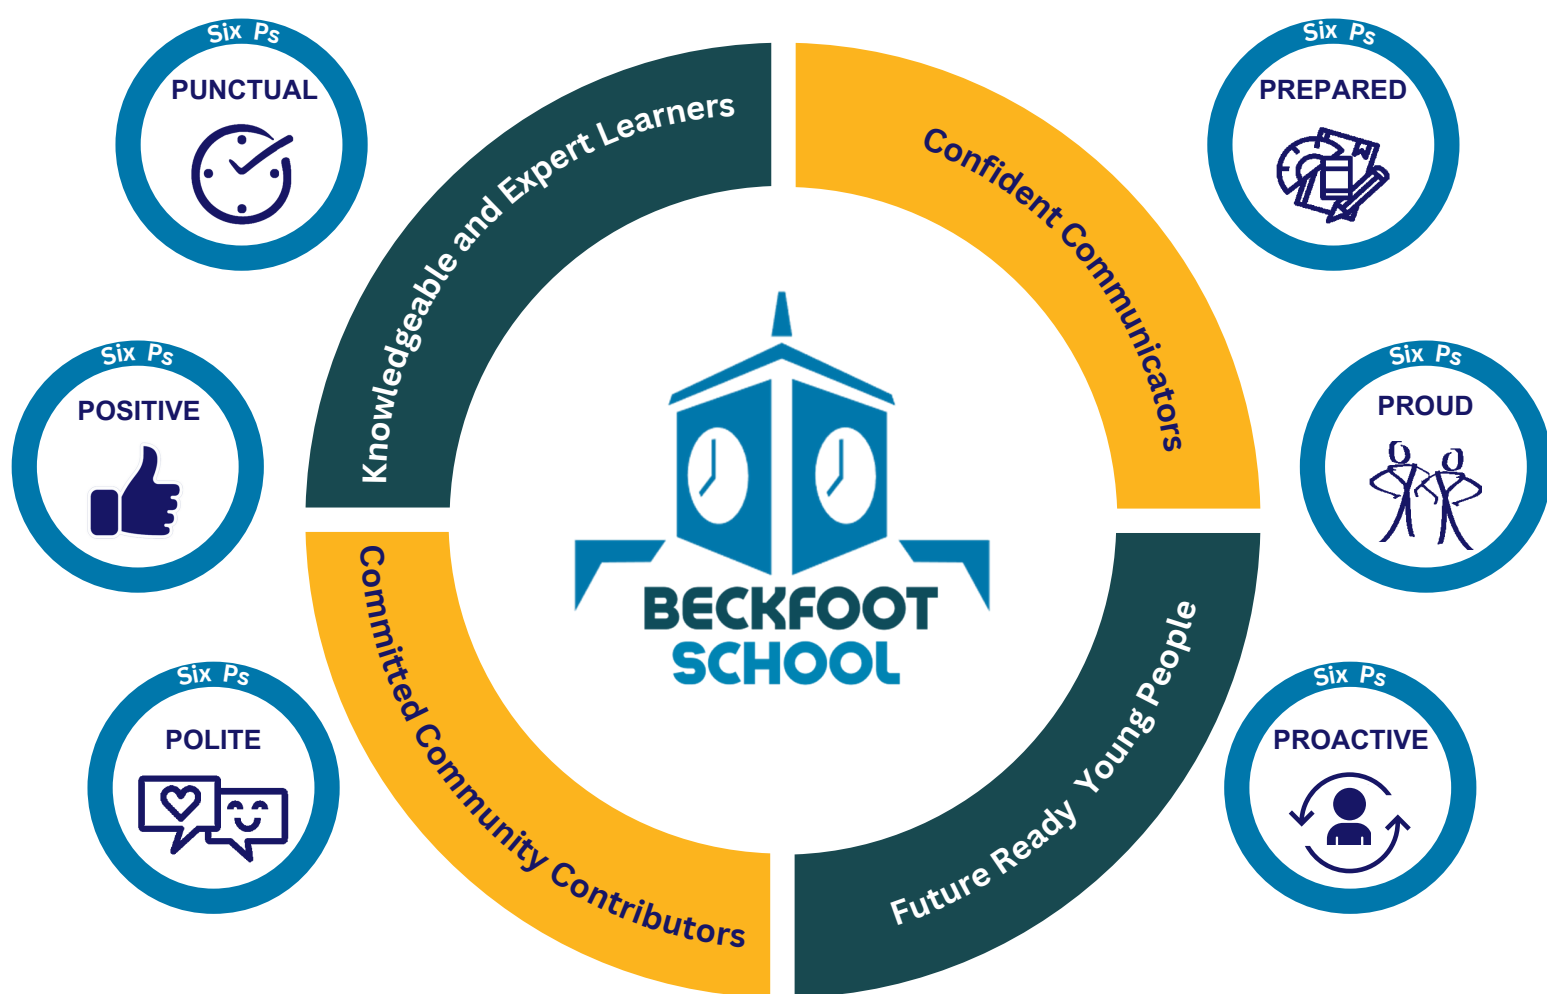 Six Ps
PUNCTUAL
Six Ps
POSITIVE
Six Ps
POLITE
Knowledgeable and Expert Learners
Confident Communicators
BECKFOOT
SCHOOL
Committed Community Contributors
Future Ready Young People
Six Ps
PREPARED
Six Ps
PROUD
Six Ps
PROACTIVE